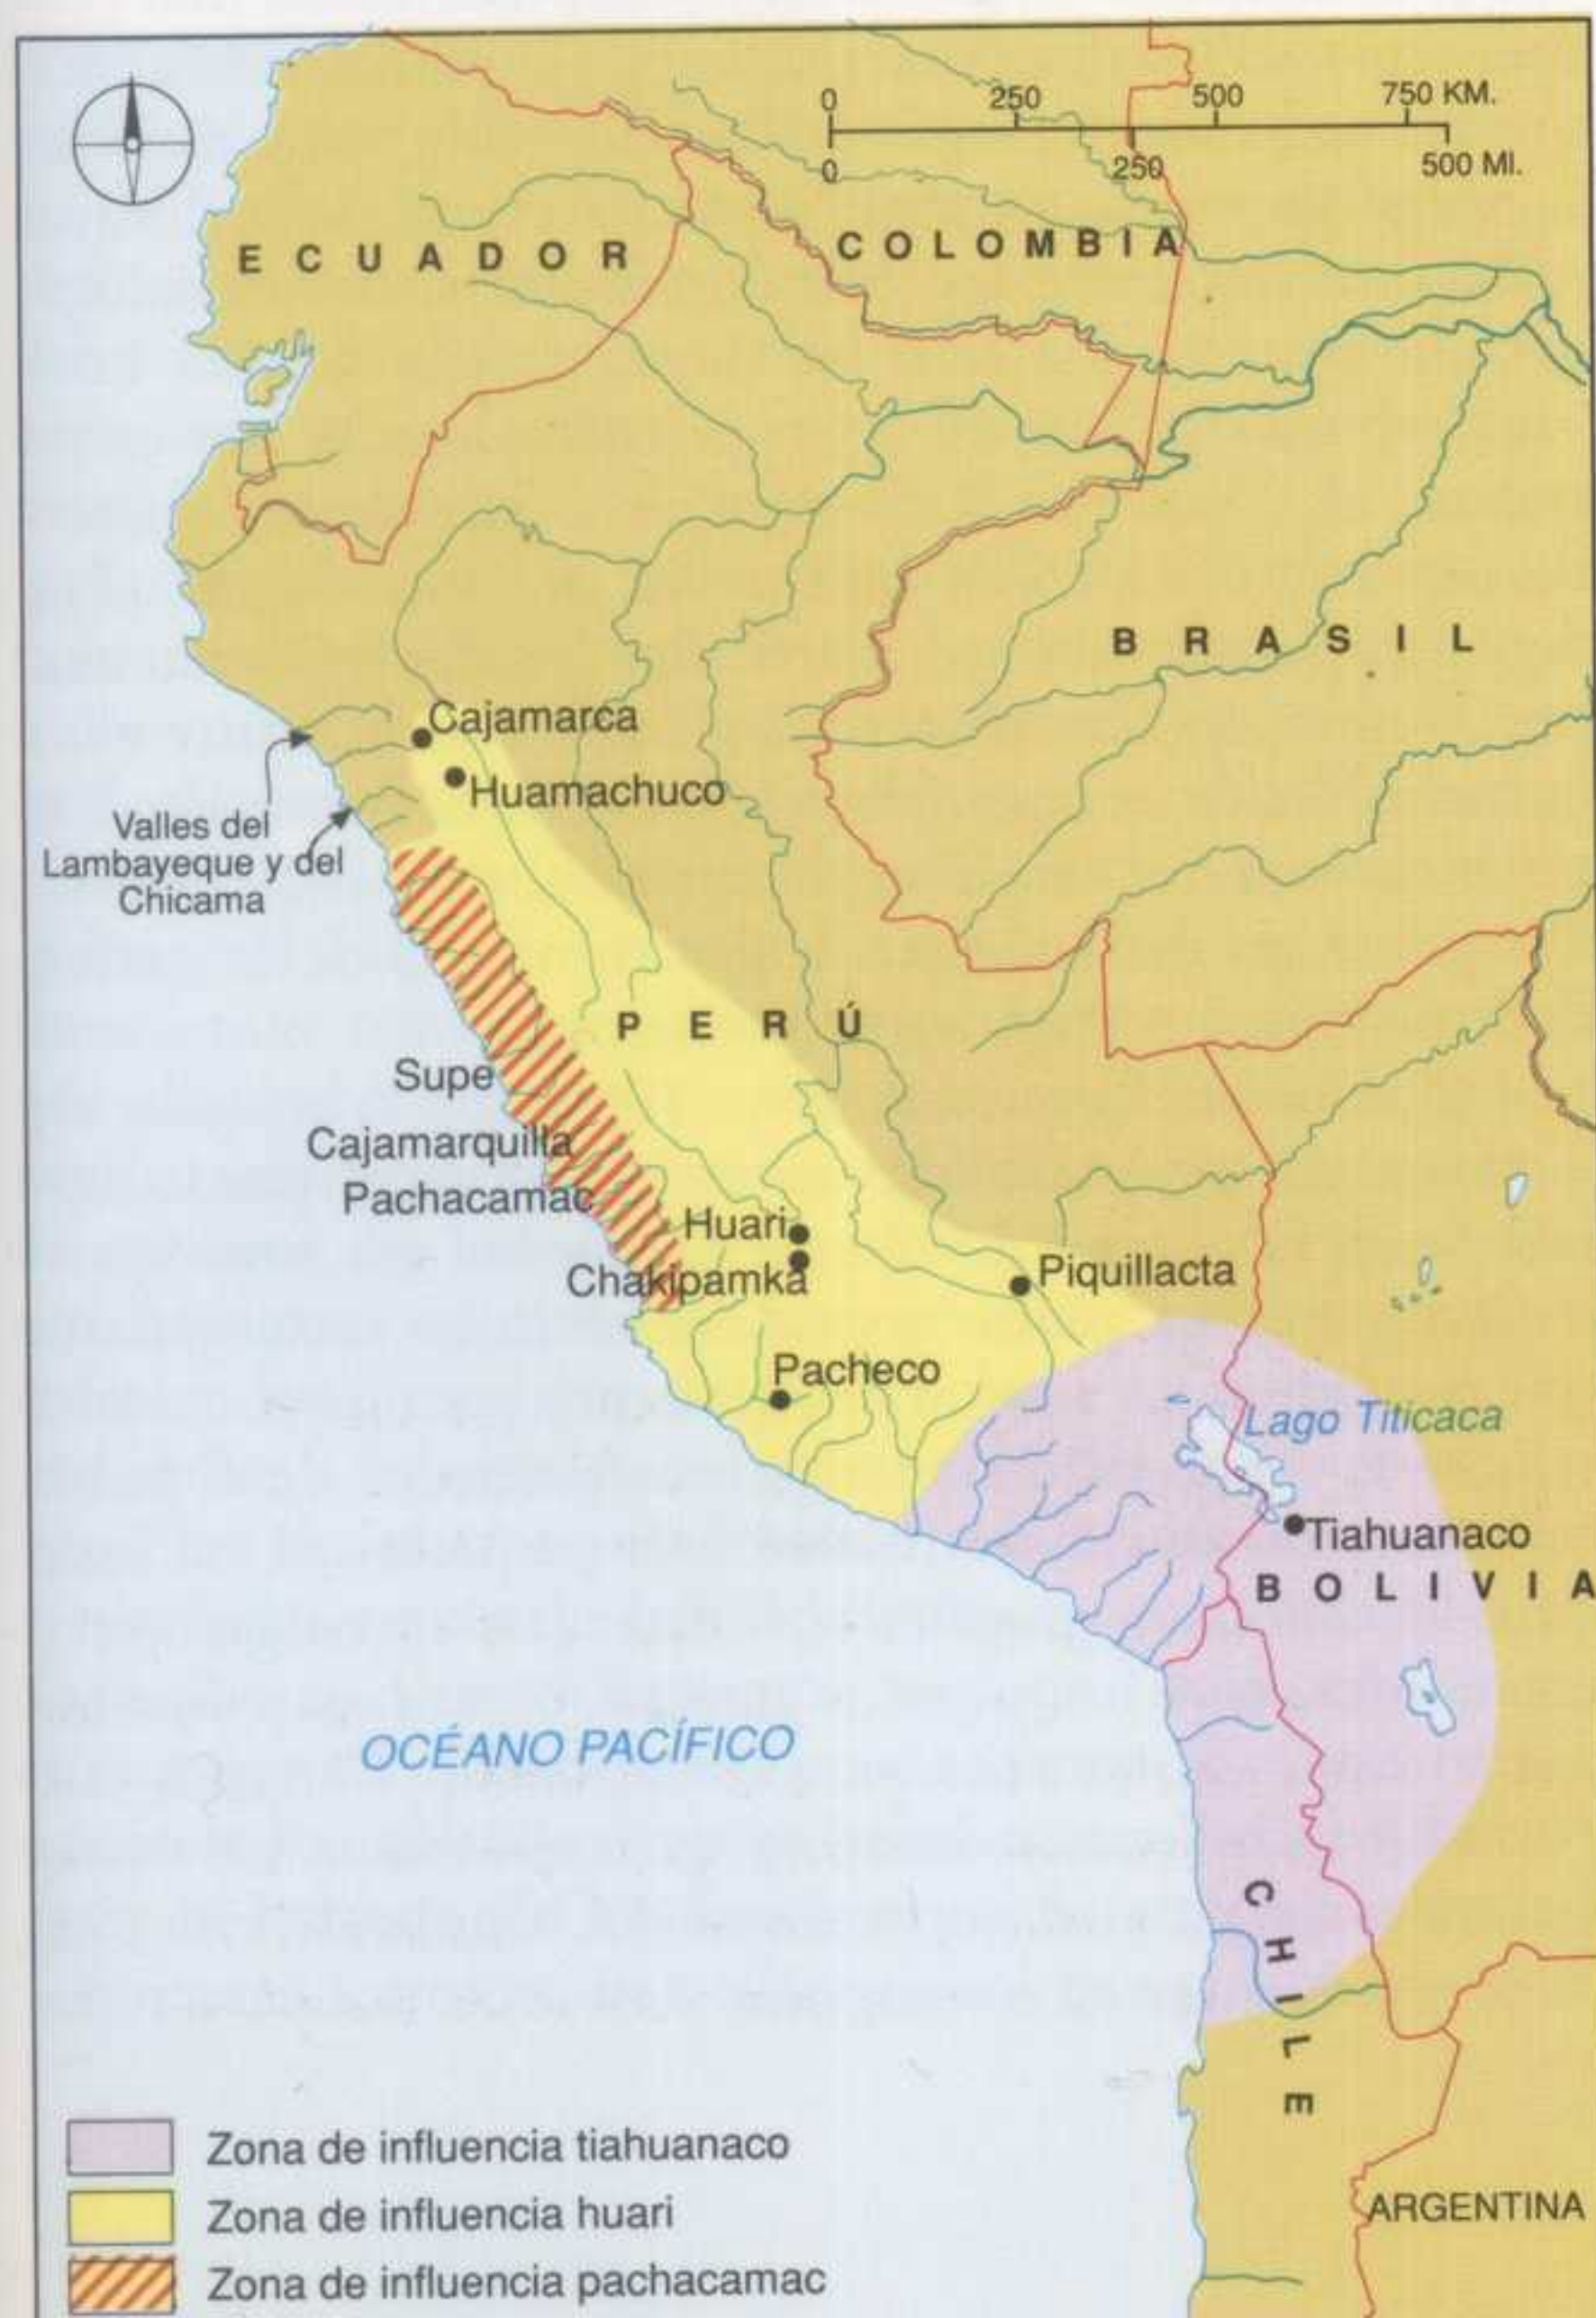 0 250 500 750 KM.
0 250 500 MI.
ECUADOR
COLOMBIA
BRASIL
Cajamarca
Huamachuco
Valles del
Lambayeque y del
Chicama
PERÚ
Supe
Cajamarquilla
Pachacamac
Huari
Chakipamka
Piquillacta
Pacheco
Lago Titicaca
Tiahuanaco
BOLIVIA
OCÉANO PACÍFICO
CHILE
ARGENTINA
Zona de influencia tiahuanaco
Zona de influencia huari
Zona de influencia pachacamac